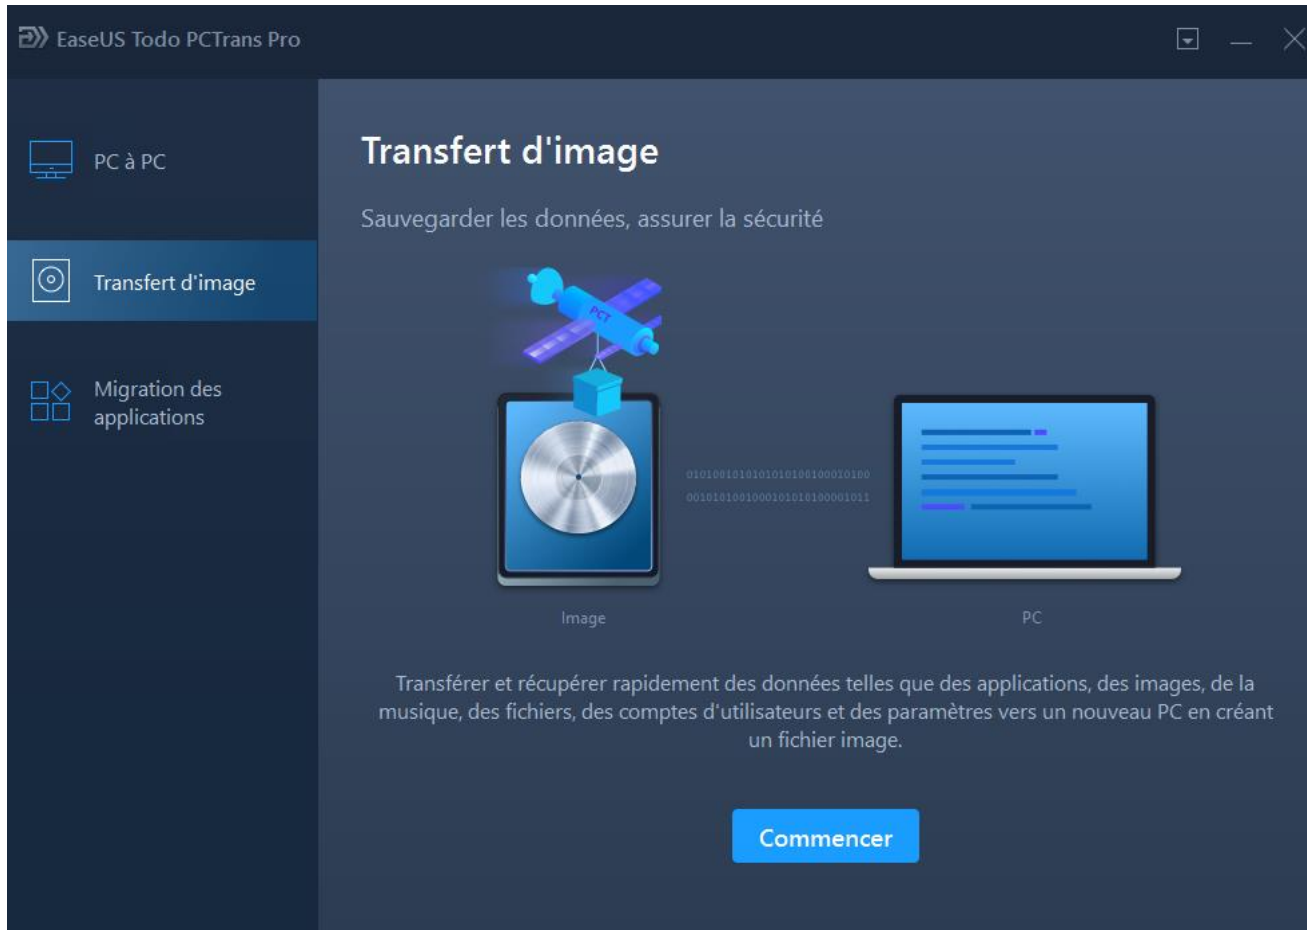 EaseUS Todo PCTrans Pro
PC à PC
Transfert d'image
Migration des
applications
Transfert d'image
Sauvegarder les données, assurer la sécurité
PCT
0101001010101010100100010100
0010101001000101010100001011
Image
PC
Transférer et récupérer rapidement des données telles que des applications, des images, de la
musique, des fichiers, des comptes d'utilisateurs et des paramètres vers un nouveau PC en créant
un fichier image.
Commencer